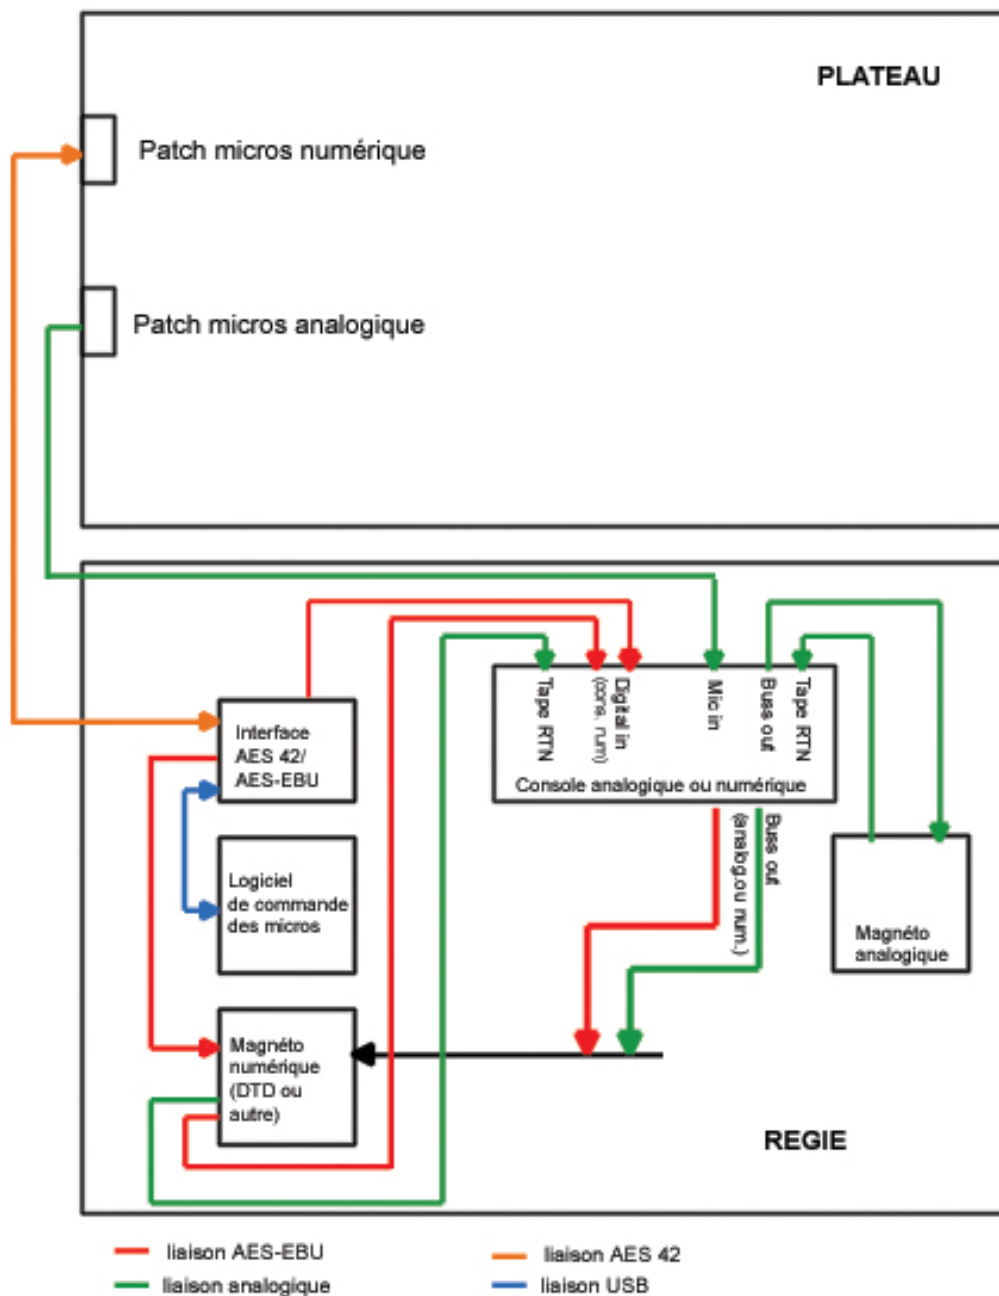 PLATEAU
Patch micros numérique
Patch micros analogique
Interface
AES 42/
AES-EBU
Tape RTN
Digital in
(cons. num)
Mic in
Buss out
Tape RTN
Console analogique ou numérique
Logiciel
de commande
des micros
Buss out
(analog.ou num.)
Magnéto
analogique
Magnéto
numérique
(DTD ou
autre)
REGIE
liaison AES-EBU
liaison AES 42
liaison analogique
liaison USB